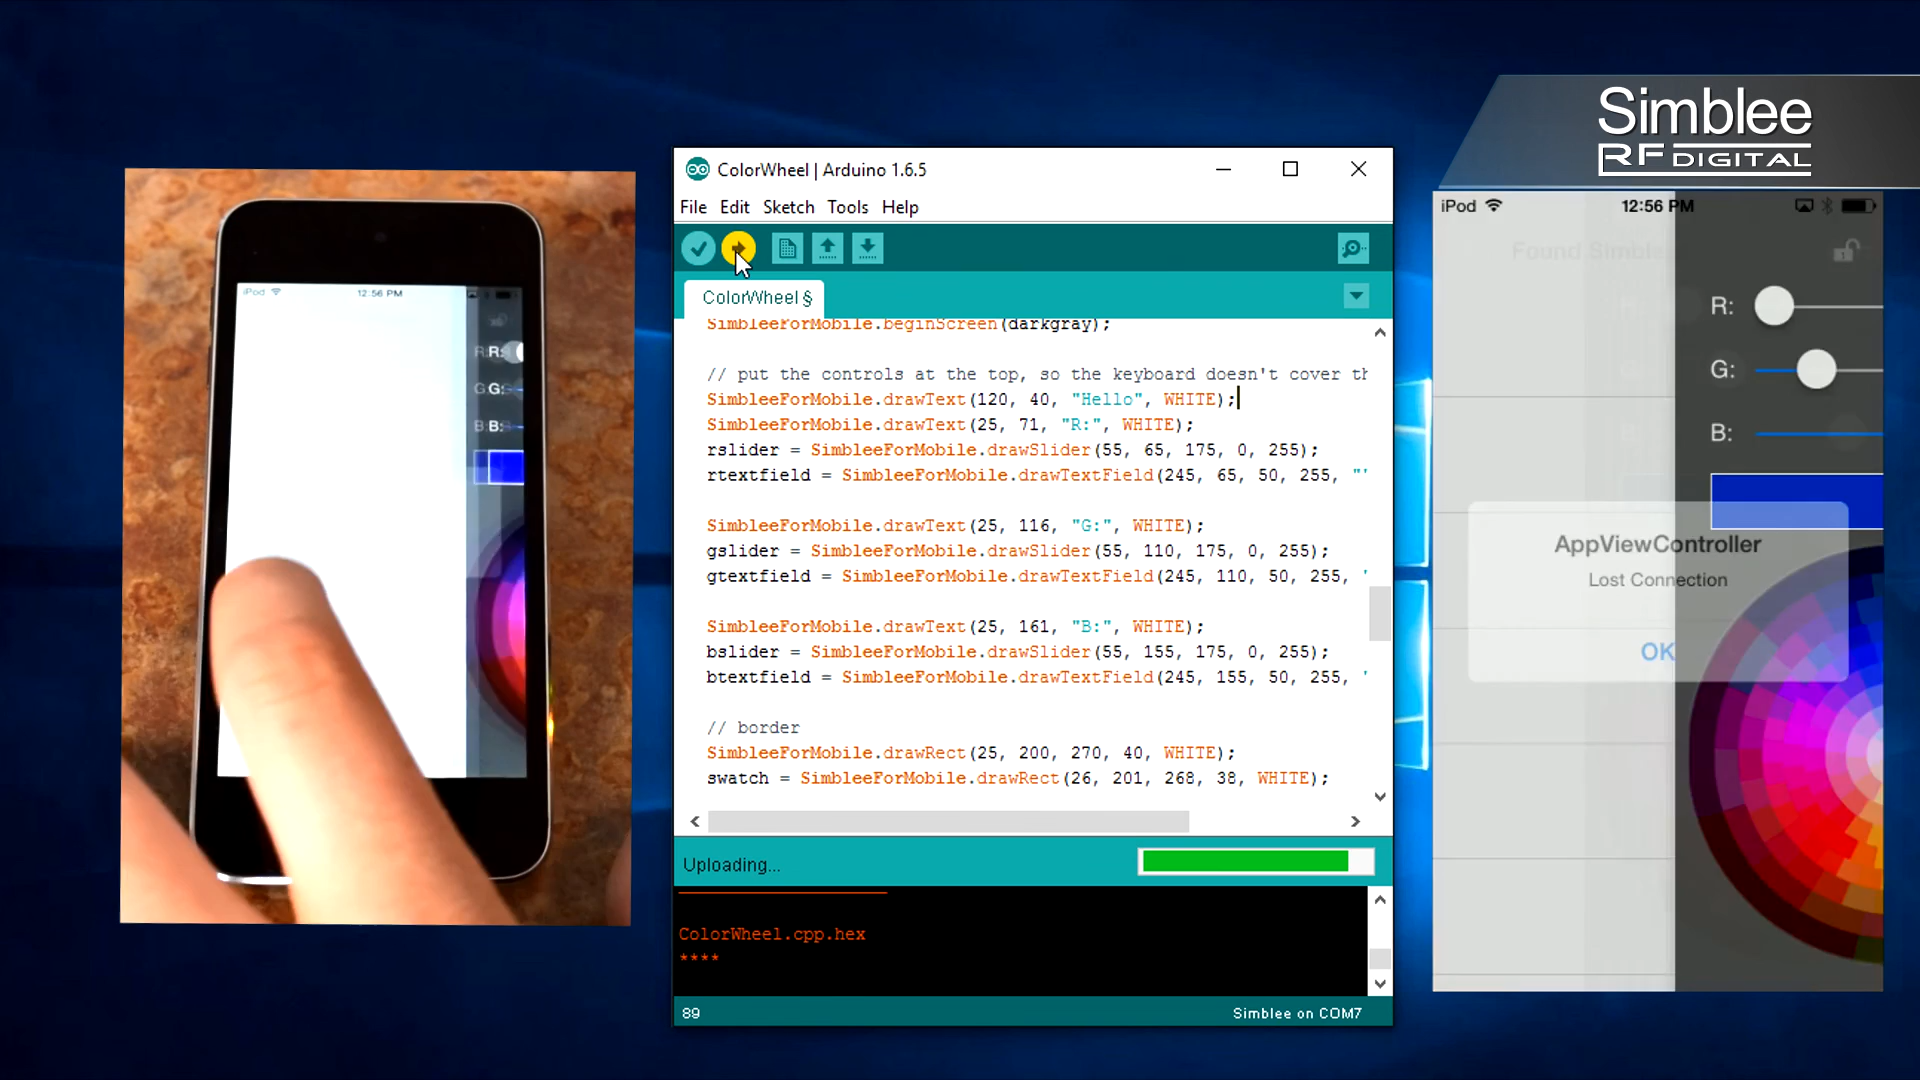 Simblee
RF DIGITAL
iPod
12:56 PM
R:R:
G:G:
B:B:
ColorWheel | Arduino 1.6.5
File Edit Sketch Tools Help
ColorWheel §
SimbleeForMobile.beginScreen(darkgray);
// put the controls at the top, so the keyboard doesn't cover th
SimbleeForMobile.drawText(120, 40, "Hello", WHITE);
SimbleeForMobile.drawText(25, 71, "R:", WHITE);
rslider = SimbleeForMobile.drawSlider(55, 65, 175, 0, 255);
rtextfield = SimbleeForMobile.drawTextField(245, 65, 50, 255, "'
SimbleeForMobile.drawText(25, 116, "G:", WHITE);
gslider = SimbleeForMobile.drawSlider(55, 110, 175, 0, 255);
gtextfield = SimbleeForMobile.drawTextField(245, 110, 50, 255, '
SimbleeForMobile.drawText(25, 161, "B:", WHITE);
bslider = SimbleeForMobile.drawSlider(55, 155, 175, 0, 255);
btextfield = SimbleeForMobile.drawTextField(245, 155, 50, 255, '
// border
SimbleeForMobile.drawRect(25, 200, 270, 40, WHITE);
swatch = SimbleeForMobile.drawRect(26, 201, 268, 38, WHITE);
Uploading...
ColorWheel.cpp.hex
****
89
Simblee on COM7
iPod
12:56 PM
Found Simble
R:
G:
B:
AppViewController
Lost Connection
OK